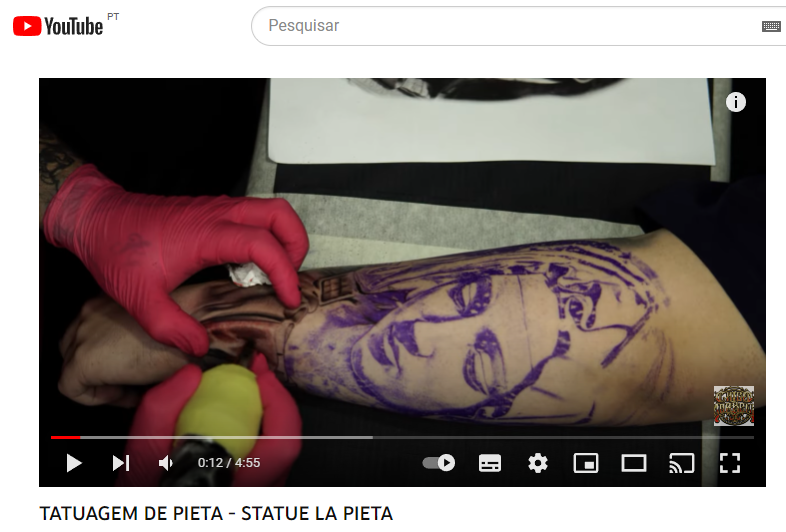 YouTube PT
Pesquisar
0:12 / 4:55
TATUAGEM DE PIETA - STATUE LA PIETA